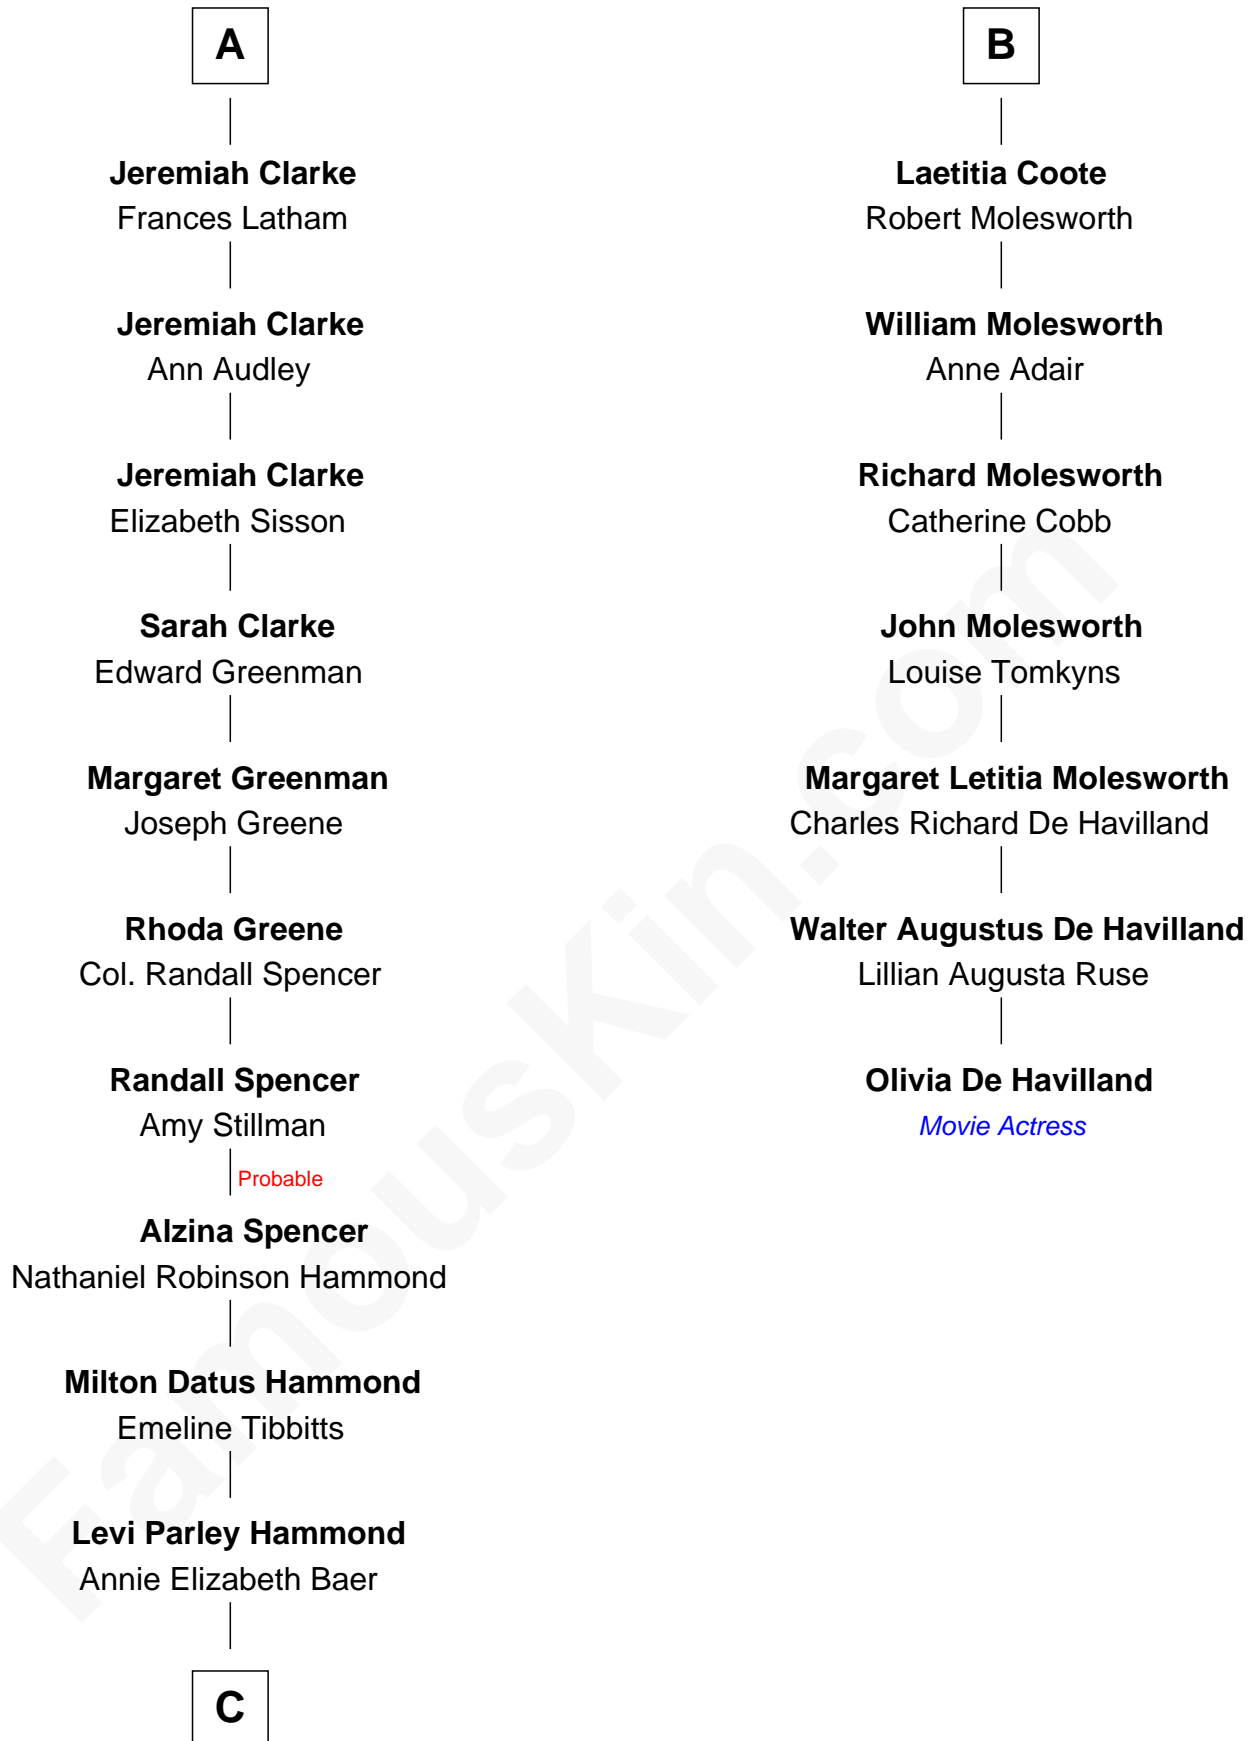 A
Jeremiah Clarke
Frances Latham
Jeremiah Clarke
Ann Audley
Jeremiah Clarke
Elizabeth Sisson
Sarah Clarke
Edward Greenman
Margaret Greenman
Joseph Greene
Rhoda Greene
Col. Randall Spencer
Randall Spencer
Amy Stillman
Probable
Alzina Spencer
Nathaniel Robinson Hammond
Milton Datus Hammond
Emeline Tibbitts
Levi Parley Hammond
Annie Elizabeth Baer
C
B
Laetitia Coote
Robert Molesworth
William Molesworth
Anne Adair
Richard Molesworth
Catherine Cobb
John Molesworth
Louise Tomkyns
Margaret Letitia Molesworth
Charles Richard De Havilland
Walter Augustus De Havilland
Lillian Augusta Ruse
Olivia De Havilland
Movie Actress
FamousKin.com